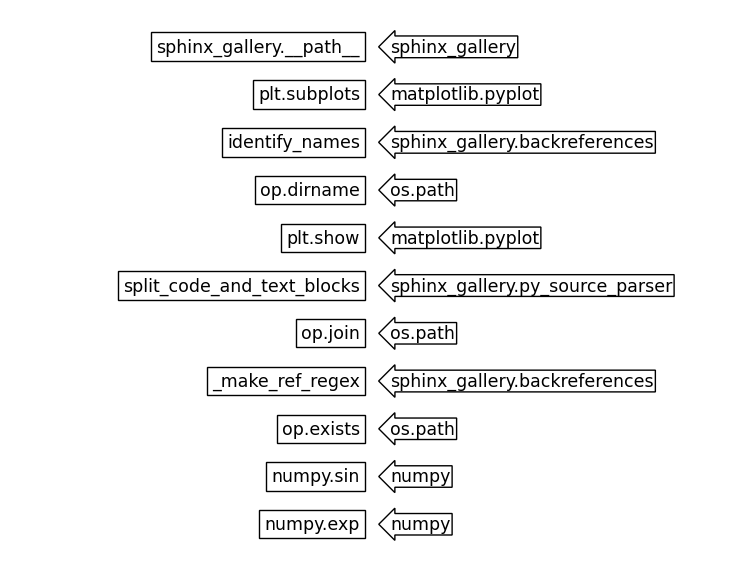 sphinx_gallery.__path__ sphinx_gallery
plt.subplots matplotlib.pyplot
identify_names sphinx_gallery.backreferences
op.dirname os.path
plt.show matplotlib.pyplot
split_code_and_text_blocks sphinx_gallery.py_source_parser
op.join os.path
_make_ref_regex sphinx_gallery.backreferences
op.exists os.path
numpy.sin numpy
numpy.exp numpy